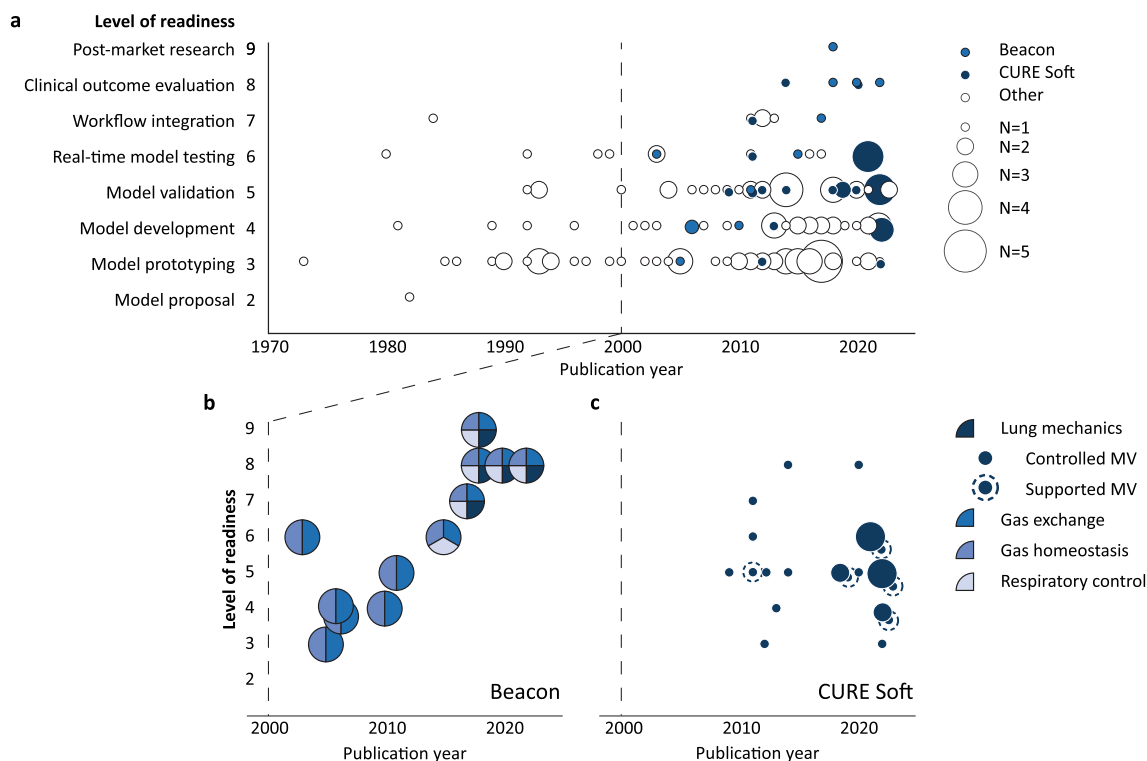 a
Level of readiness
Post-market research 9
Clinical outcome evaluation 8
Workflow integration 7
Real-time model testing 6
Model validation 5
Model development 4
Model prototyping 3
Model proposal 2
1970 1980 1990 2000 2010 2020
Publication year
Beacon
CURE Soft
Other
N=1
N=2
N=3
N=4
N=5
b
Level of readiness
9
8
7
6
5
4
3
2
Beacon
2000 2010 2020
Publication year
c
CURE Soft
2000 2010 2020
Publication year
Lung mechanics
Controlled MV
Supported MV
Gas exchange
Gas homeostasis
Respiratory control